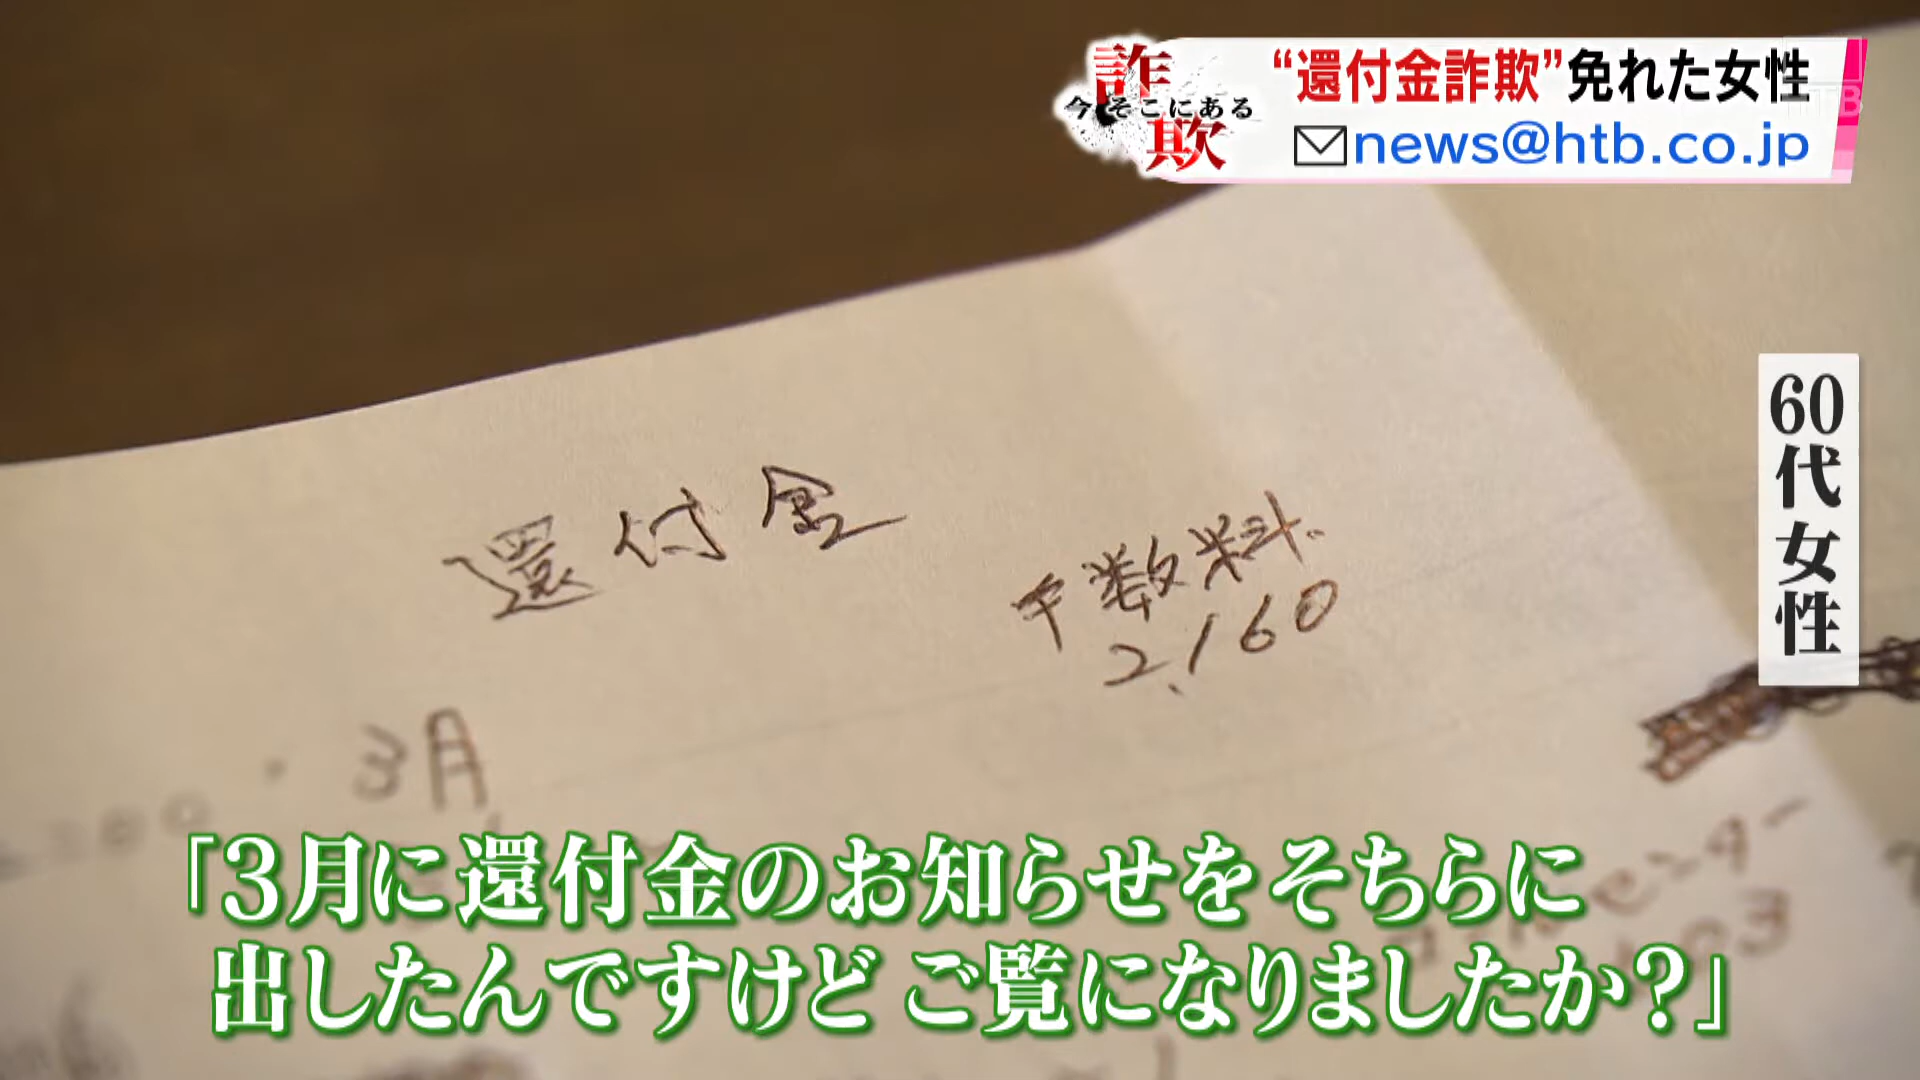 詐欺
今そこにある
“還付金詐欺”免れた女性
news@htb.co.jp
HTB
60代女性
還付金
手数料
2,160
3月
「3月に還付金のお知らせをそちらに
出したんですけど ご覧になりましたか？」